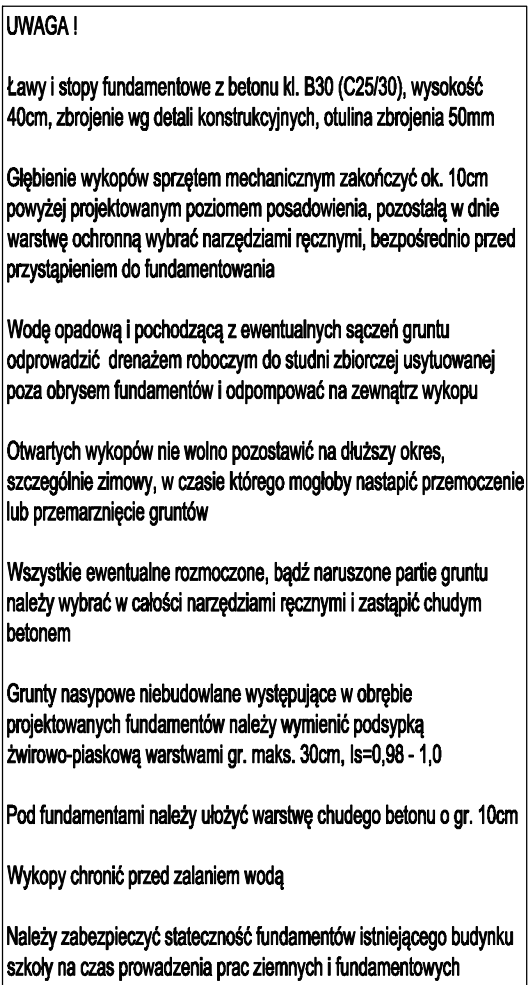 UWAGA !
Ławy i stopy fundamentowe z betonu kl. B30 (C25/30), wysokość
40cm, zbrojenie wg detali konstrukcyjnych, otulina zbrojenia 50mm
Głębienie wykopów sprzętem mechanicznym zakończyć ok. 10cm
powyżej projektowanym poziomem posadowienia, pozostałą w dnie
warstwę ochronną wybrać narzędziami ręcznymi, bezpośrednio przed
przystąpieniem do fundamentowania
Wodę opadową i pochodzącą z ewentualnych sączeń gruntu
odprowadzić drenażem roboczym do studni zbiorczej usytuowanej
poza obrysem fundamentów i odpompować na zewnątrz wykopu
Otwartych wykopów nie wolno pozostawić na dłuższy okres,
szczególnie zimowy, w czasie którego mogłoby nastapić przemoczenie
lub przemarznięcie gruntów
Wszystkie ewentualne rozmoczone, bądź naruszone partie gruntu
należy wybrać w całości narzędziami ręcznymi i zastąpić chudym
betonem
Grunty nasypowe niebudowlane występujące w obrębie
projektowanych fundamentów należy wymienić podsypką
żwirowo-piaskową warstwami gr. maks. 30cm, Is=0,98 - 1,0
Pod fundamentami należy ułożyć warstwę chudego betonu o gr. 10cm
Wykopy chronić przed zalaniem wodą
Należy zabezpieczyć stateczność fundamentów istniejącego budynku
szkoły na czas prowadzenia prac ziemnych i fundamentowych